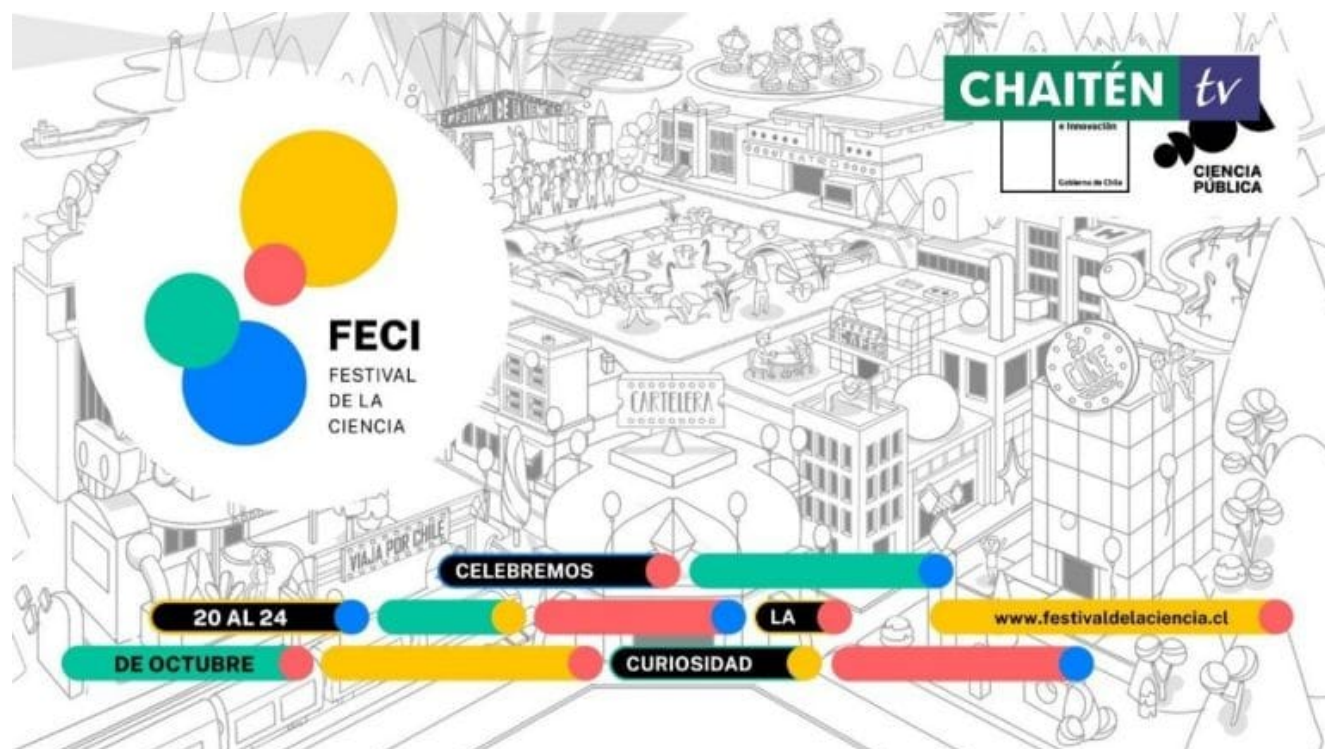 CHAITÉN tv
e Innovación
Gobierno de Chile
CIENCIA
PÚBLICA
FECI
FESTIVAL
DE LA
CIENCIA
CARTELERA
CINE
VIAJA POR CHILE
CELEBREMOS
20 AL 24
LA
www.festivaldelaciencia.cl
DE OCTUBRE
CURIOSIDAD